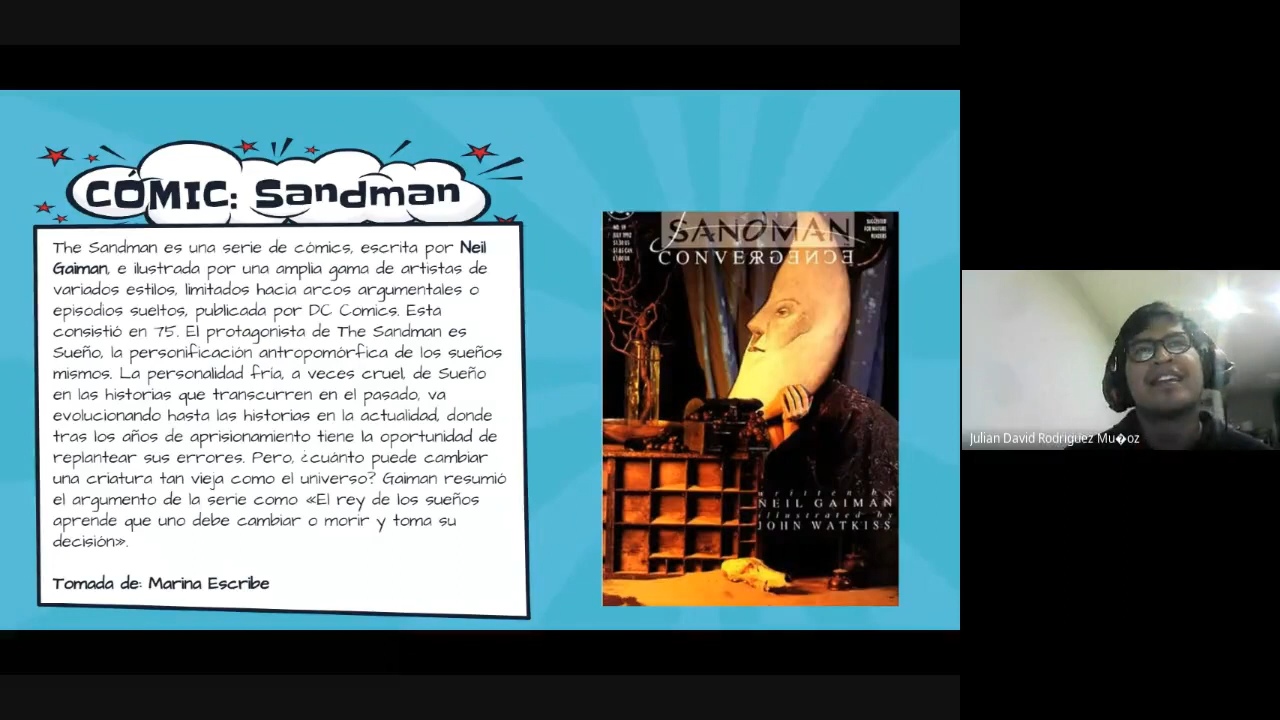 CÓMIC: Sandman
The Sandman es una serie de cómics, escrita por Neil
Gaiman, e ilustrada por una amplia gama de artistas de
variados estilos, limitados hacia arcos argumentales o
episodios sueltos, publicada por DC Comics. Esta
consistió en 75. El protagonista de The Sandman es
Sueño, la personificación antropomórfica de los sueños
mismos. La personalidad fría, a veces cruel, de Sueño
en las historias que transcurren en el pasado, va
evolucionando hasta las historias en la actualidad, donde
tras los años de aprisionamiento tiene la oportunidad de
replantear sus errores. Pero, ¿cuánto puede cambiar
una criatura tan vieja como el universo? Gaiman resumió
el argumento de la serie como «El rey de los sueños
aprende que uno debe cambiar o morir y toma su
decisión».
Tomada de: Marina Escribe
JULY 1992
SUGGESTED
FOR MATURE
READERS
SANDMAN
CONVERGENCE
written by
NEIL GAIMAN
illustrated by
JOHN WATKISS
Julian David Rodriguez Mu�oz